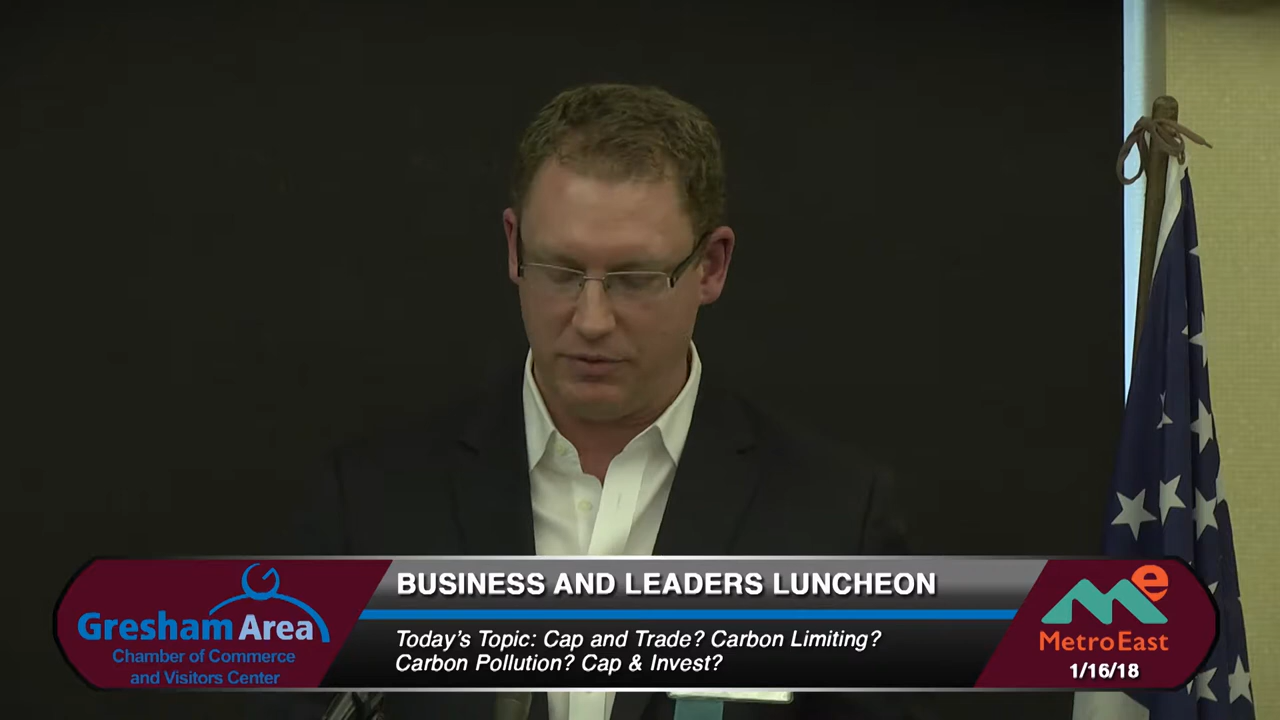 BUSINESS AND LEADERS LUNCHEON
Gresham Area
Chamber of Commerce
and Visitors Center
Today's Topic: Cap and Trade? Carbon Limiting?
Carbon Pollution? Cap & Invest?
Me
MetroEast
1/16/18